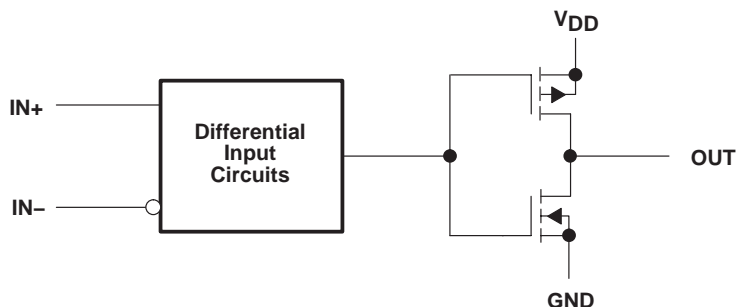 VDD
IN+
Differential
Input
Circuits
OUT
IN–
GND